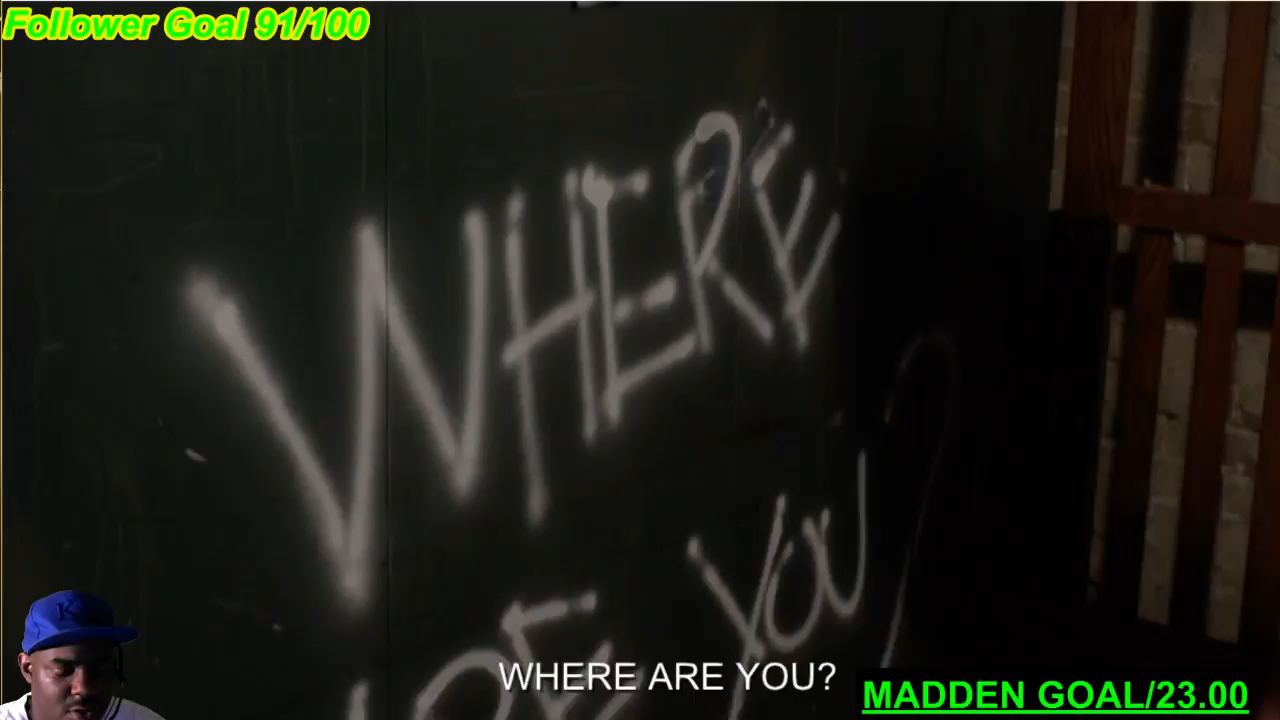 Follower Goal 91/100
WHERE
ARE YOU?
K
WHERE ARE YOU?
MADDEN GOAL/23.00